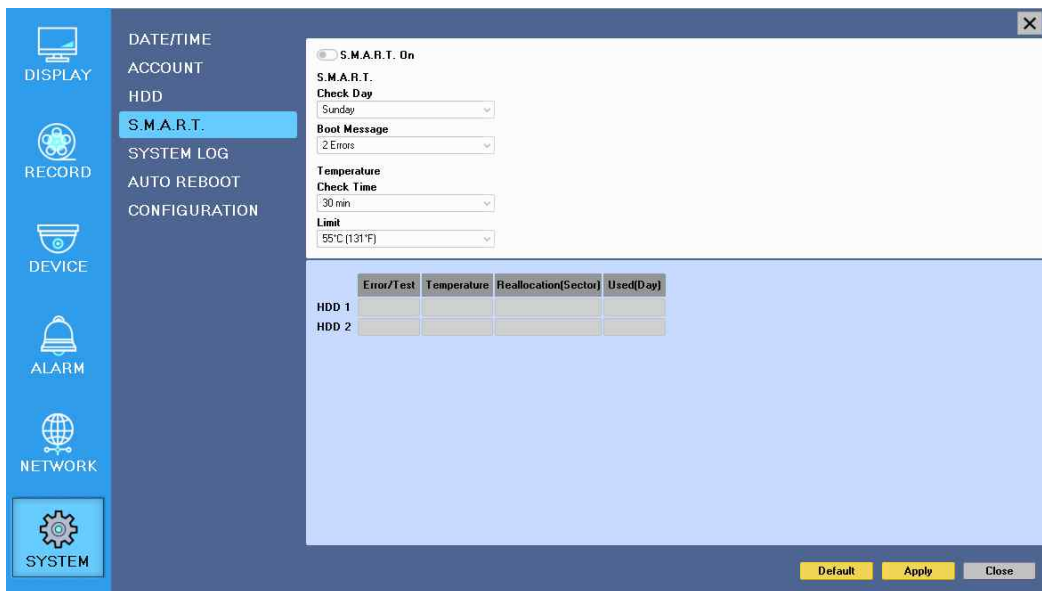 DISPLAY
RECORD
DEVICE
ALARM
NETWORK
SYSTEM
DATE/TIME
ACCOUNT
HDD
S.M.A.R.T.
SYSTEM LOG
AUTO REBOOT
CONFIGURATION
S.M.A.R.T. On
S.M.A.R.T.
Check Day
Sunday
Boot Message
2 Errors
Temperature
Check Time
30 min
Limit
55°C (131°F)
Error/Test Temperature Reallocation(Sector) Used(Day)
HDD 1
HDD 2
Default Apply Close